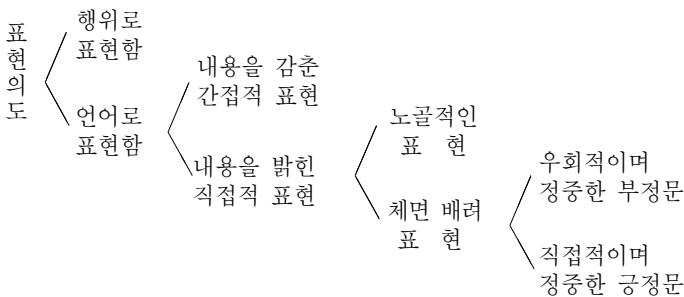 표현의도
행위로
표현함
언어로
표현함
내용을 감춘
간접적 표현
내용을 밝힌
직접적 표현
노골적인
표 현
체면 배려
표 현
우회적이며
정중한 부정문
직접적이며
정중한 긍정문